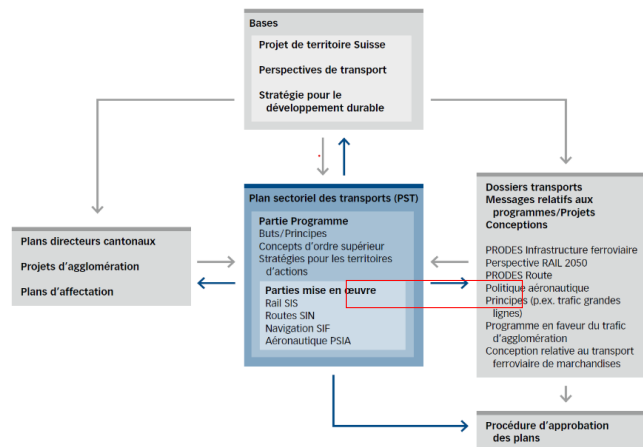 Bases
Projet de territoire Suisse
Perspectives de transport
Stratégie pour le
développement durable
Plans directeurs cantonaux
Projets d'agglomération
Plans d'affectation
Plan sectoriel des transports (PST)
Partie Programme
Buts/Principes
Concepts d'ordre supérieur
Stratégies pour les territoires
d'actions
Parties mise en œuvre
Rail SIS
Routes SIN
Navigation SIF
Aéronautique PSIA
Dossiers transports
Messages relatifs aux
programmes/Projets
Conceptions
PRODES Infrastructure ferroviaire
Perspective RAIL 2050
PRODES Route
Politique aéronautique
Principes (p.ex. trafic grandes
lignes)
Programme en faveur du trafic
d'agglomération
Conception relative au transport
ferroviaire de marchandises
Procédure d'approbation
des plans